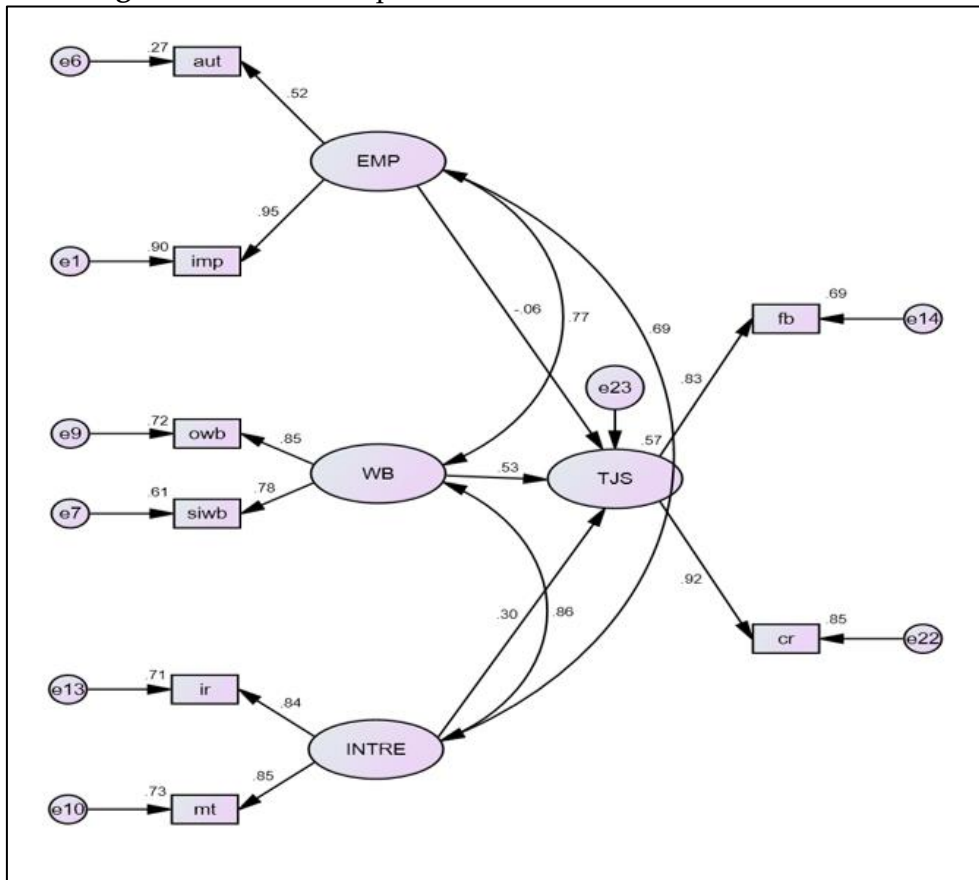 e6
.27
aut
.52
EMP
.95
e1
.90
imp
-.06
.77
.69
fb
.69
e14
.83
e23
e9
.72
owb
.85
WB
.53
.57
TJS
.78
e7
.61
siwb
.92
.30
.86
cr
.85
e22
e13
.71
ir
.84
INTRE
.85
e10
.73
mt